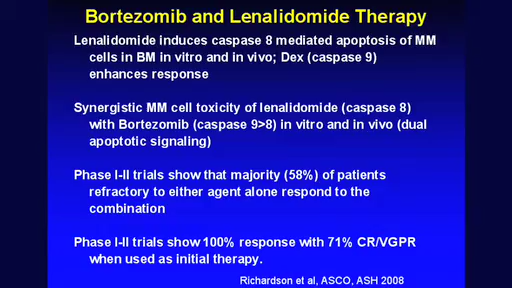 Bortezomib and Lenalidomide Therapy
Lenalidomide induces caspase 8 mediated apoptosis of MM
cells in BM in vitro and in vivo; Dex (caspase 9)
enhances response
Synergistic MM cell toxicity of lenalidomide (caspase 8)
with Bortezomib (caspase 9>8) in vitro and in vivo (dual
apoptotic signaling)
Phase I-II trials show that majority (58%) of patients
refractory to either agent alone respond to the
combination
Phase I-II trials show 100% response with 71% CR/VGPR
when used as initial therapy.
Richardson et al, ASCO, ASH 2008